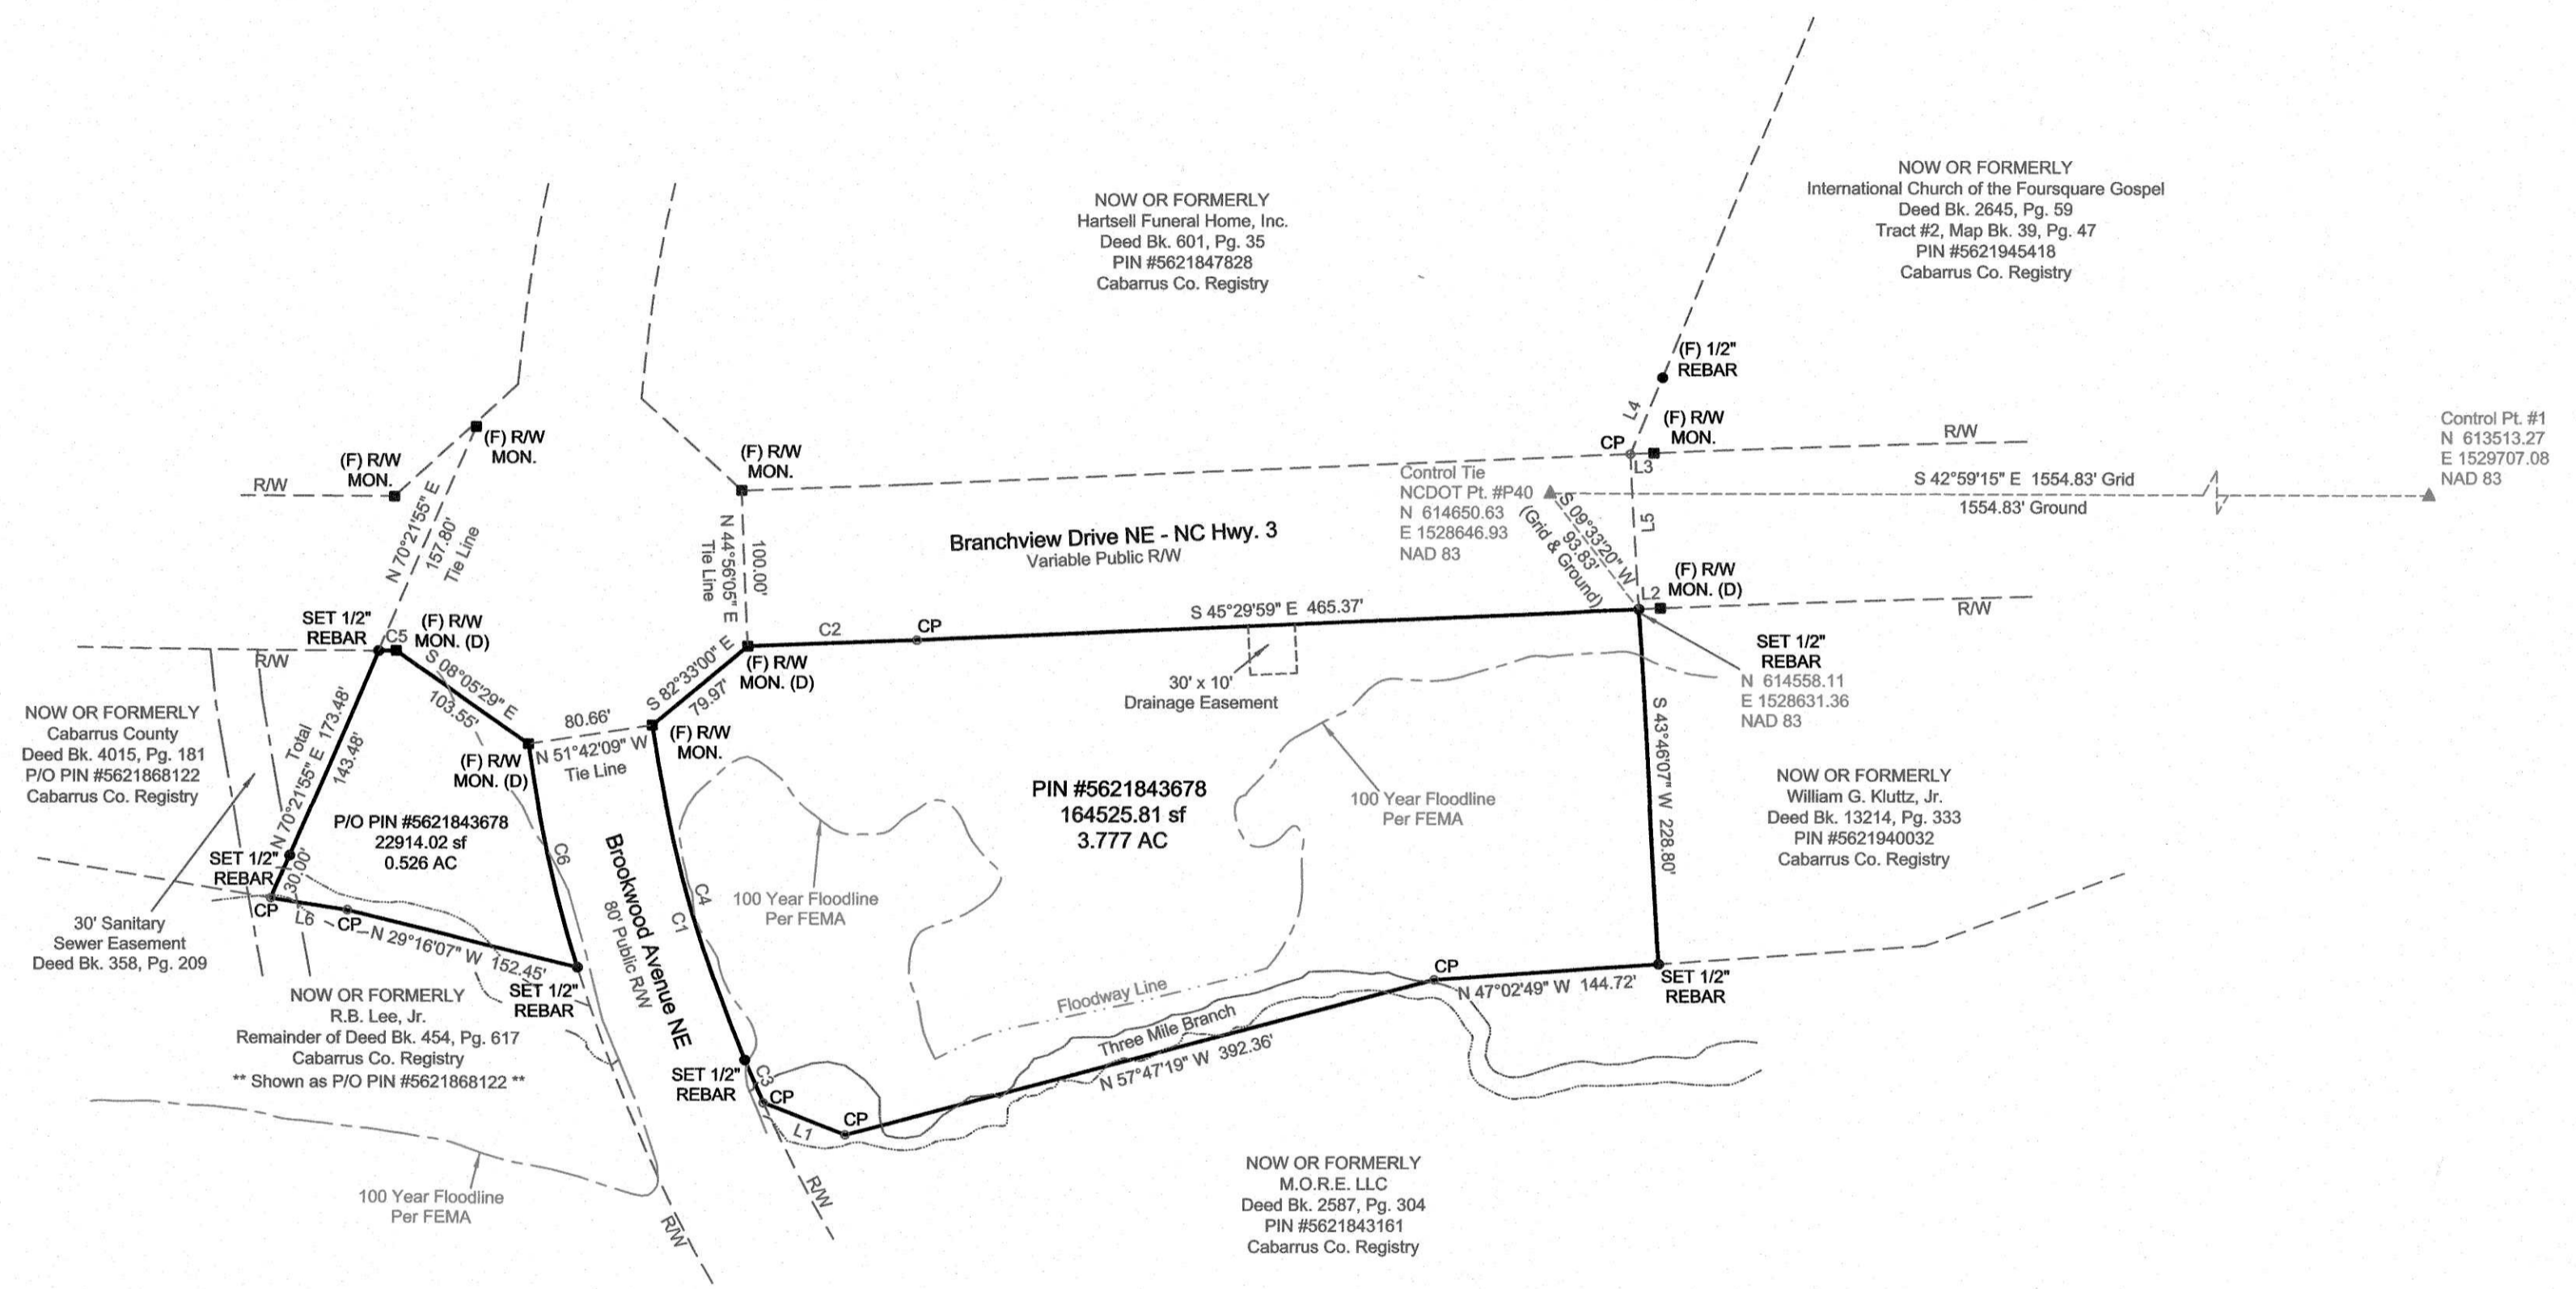 NOW OR FORMERLY
Hartsell Funeral Home, Inc.
Deed Bk. 601, Pg. 35
PIN #5621847828
Cabarrus Co. Registry
NOW OR FORMERLY
International Church of the Foursquare Gospel
Deed Bk. 2645, Pg. 59
Tract #2, Map Bk. 39, Pg. 47
PIN #5621945418
Cabarrus Co. Registry
(F) 1/2"
REBAR
L4
(F) R/W
MON.
CP
L3
R/W
Control Pt. #1
N 613513.27
E 1529707.08
NAD 83
S 42°59'15" E 1554.83' Grid
1554.83' Ground
Control Tie
NCDOT Pt. #P40
N 614650.63
E 1528646.93
NAD 83
S 09°33'20" W
93.83'
(Grid & Ground)
L5
(F) R/W
MON.
(F) R/W
MON.
R/W
(F) R/W
MON.
N 70°21'55" E
157.80'
Tie Line
N 44°56'05" E
Tie Line
100.00'
Branchview Drive NE - NC Hwy. 3
Variable Public R/W
L2
(F) R/W
MON. (D)
R/W
SET 1/2"
REBAR
N 614558.11
E 1528631.36
NAD 83
S 45°29'59" E 465.37'
C2
CP
SET 1/2"
REBAR
C5
(F) R/W
MON. (D)
R/W
S 08°05'29" E
103.55'
S 82°33'00" E
79.97'
(F) R/W
MON. (D)
80.66'
N 51°42'09" W
Tie Line
(F) R/W
MON.
(F) R/W
MON. (D)
30' x 10'
Drainage Easement
NOW OR FORMERLY
Cabarrus County
Deed Bk. 4015, Pg. 181
P/O PIN #5621868122
Cabarrus Co. Registry
Total
N 70°21'55" E 173.48'
143.48'
30.00'
P/O PIN #5621843678
22914.02 sf
0.526 AC
SET 1/2"
REBAR
CP
L6
CP
N 29°16'07" W 152.45'
SET 1/2"
REBAR
C6
30' Sanitary
Sewer Easement
Deed Bk. 358, Pg. 209
NOW OR FORMERLY
R.B. Lee, Jr.
Remainder of Deed Bk. 454, Pg. 617
Cabarrus Co. Registry
** Shown as P/O PIN #5621868122 **
100 Year Floodline
Per FEMA
R/W
Brookwood Avenue NE
80' Public R/W
C4
C1
100 Year Floodline
Per FEMA
PIN #5621843678
164525.81 sf
3.777 AC
100 Year Floodline
Per FEMA
S 43°46'07" W 228.80'
NOW OR FORMERLY
William G. Kluttz, Jr.
Deed Bk. 13214, Pg. 333
PIN #5621940032
Cabarrus Co. Registry
Floodway Line
Three Mile Branch
N 57°47'19" W 392.36'
CP
N 47°02'49" W 144.72'
SET 1/2"
REBAR
SET 1/2"
REBAR
C3
CP
L1
CP
R/W
NOW OR FORMERLY
M.O.R.E. LLC
Deed Bk. 2587, Pg. 304
PIN #5621843161
Cabarrus Co. Registry